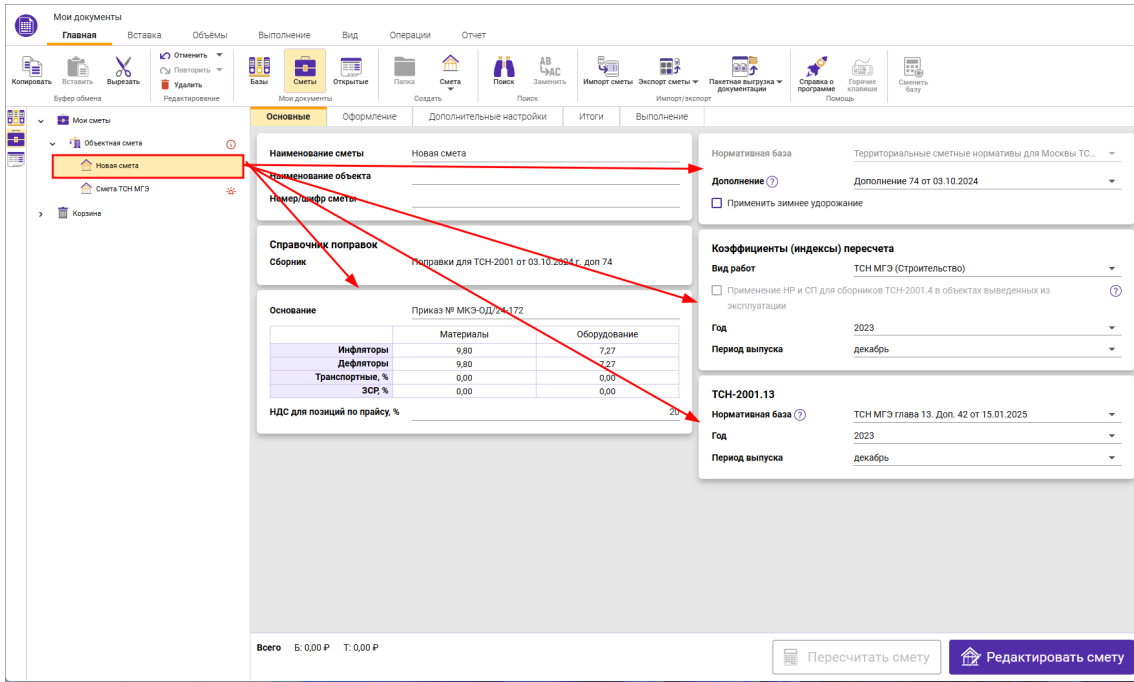 Мои документы
Главная Вставка Объёмы Выполнение Вид Операции Отчет
Копировать Вставить Вырезать
Отменить
Повторить
Удалить
Базы Сметы Открытые Папка Смета Поиск Заменить Импорт сметы Экспорт сметы Пакетная выгрузка документации Справка о программе Горячие клавиши Сменить базу
AB
AC
Буфер обмена Редактирование Мои документы Создать Поиск Импорт/экспорт Помощь
Мои сметы
Объектная смета
Новая смета
Смета ТСН МГЭ
Корзина
Основные Оформление Дополнительные настройки Итоги Выполнение
Наименование сметы Новая смета
Наименование объекта
Номер/шифр сметы
Справочник поправок
Сборник Поправки для ТСН-2001 от 03.10.2024 г. доп 74
Основание Приказ № МКЭ-ОД/24-172
Материалы Оборудование
Инфляторы 9,80 7,27
Дефляторы 9,80 7,27
Транспортные, % 0,00 0,00
ЗСР, % 0,00 0,00
НДС для позиций по прайсу, % 20
Нормативная база Территориальные сметные нормативы для Москвы ТС...
Дополнение ? Дополнение 74 от 03.10.2024
Применить зимнее удорожание
Коэффициенты (индексы) пересчета
Вид работ ТСН МГЭ (Строительство)
Применение НР и СП для сборников ТСН-2001.4 в объектах выведенных из ?
эксплуатации
Год 2023
Период выпуска декабрь
ТСН-2001.13
Нормативная база ? ТСН МГЭ глава 13. Доп. 42 от 15.01.2025
Год 2023
Период выпуска декабрь
Всего Б: 0,00 ₽ Т: 0,00 ₽
Пересчитать смету Редактировать смету